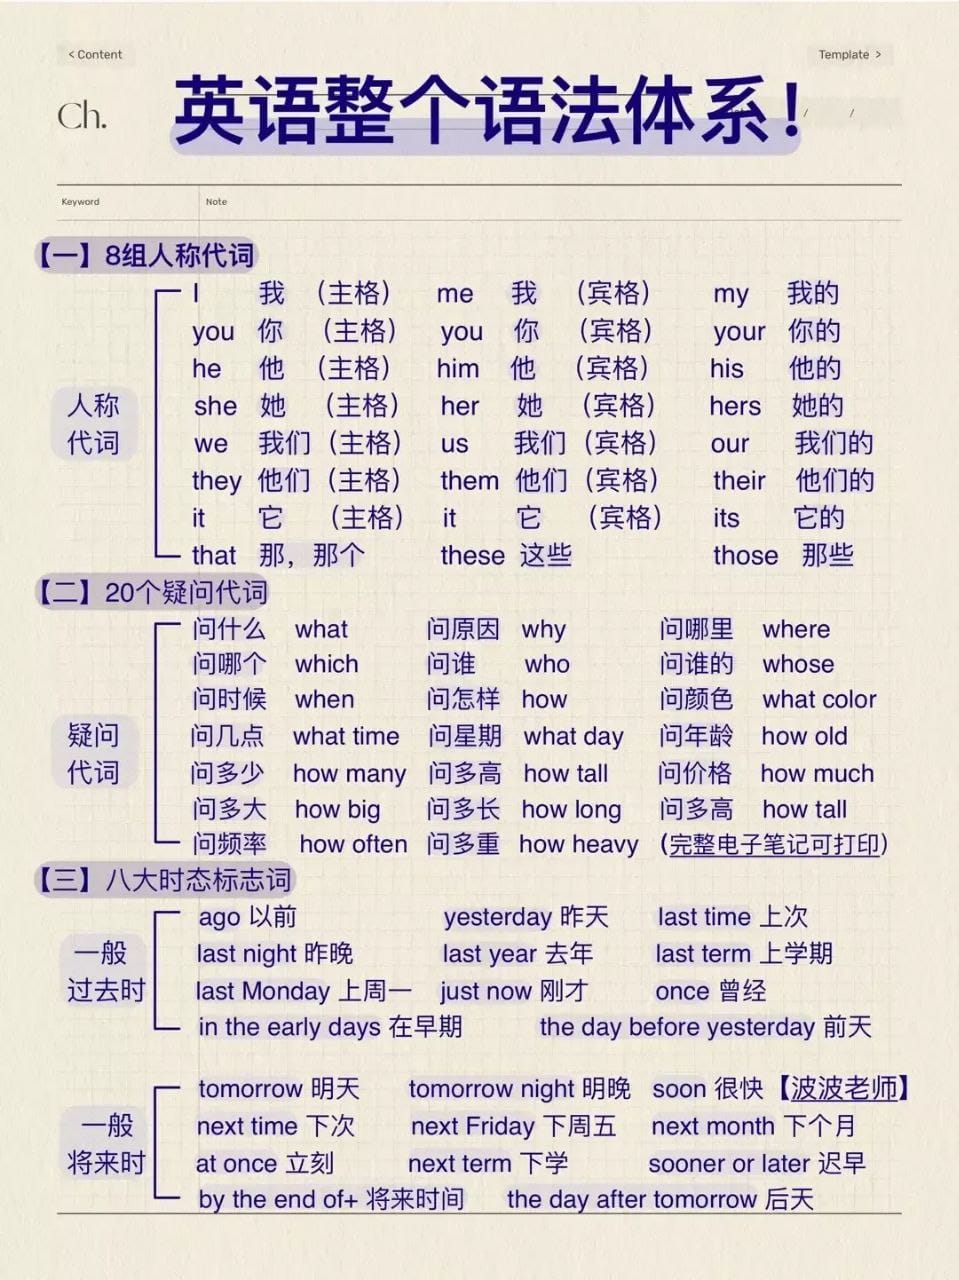 < Content
Template >
Ch.
英语整个语法体系!
/ /
Keyword Note
【一】8组人称代词
人称代词
I 我 （主格） me 我 （宾格） my 我的
you 你 （主格） you 你 （宾格） your 你的
he 他 （主格） him 他 （宾格） his 他的
she 她 （主格） her 她 （宾格） hers 她的
we 我们（主格） us 我们（宾格） our 我们的
they 他们（主格） them 他们（宾格） their 他们的
it 它 （主格） it 它 （宾格） its 它的
that 那，那个 these 这些 those 那些
【二】20个疑问代词
疑问代词
问什么 what 问原因 why 问哪里 where
问哪个 which 问谁 who 问谁的 whose
问时候 when 问怎样 how 问颜色 what color
问几点 what time 问星期 what day 问年龄 how old
问多少 how many 问多高 how tall 问价格 how much
问多大 how big 问多长 how long 问多高 how tall
问频率 how often 问多重 how heavy （完整电子笔记可打印）
【三】八大时态标志词
一般过去时
ago 以前 yesterday 昨天 last time 上次
last night 昨晚 last year 去年 last term 上学期
last Monday 上周一 just now 刚才 once 曾经
in the early days 在早期 the day before yesterday 前天
一般将来时
tomorrow 明天 tomorrow night 明晚 soon 很快【波波老师】
next time 下次 next Friday 下周五 next month 下个月
at once 立刻 next term 下学 sooner or later 迟早
by the end of+ 将来时间 the day after tomorrow 后天